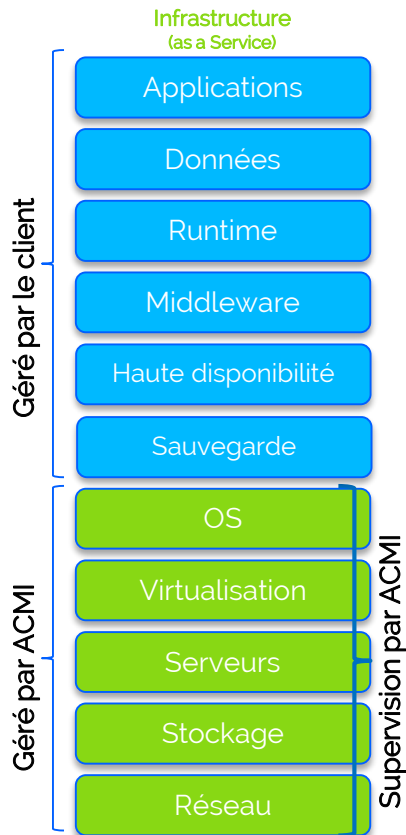 Infrastructure
(as a Service)
Géré par le client
Applications
Données
Runtime
Middleware
Haute disponibilité
Sauvegarde
Géré par ACMI
OS
Virtualisation
Serveurs
Stockage
Réseau
Supervision par ACMI